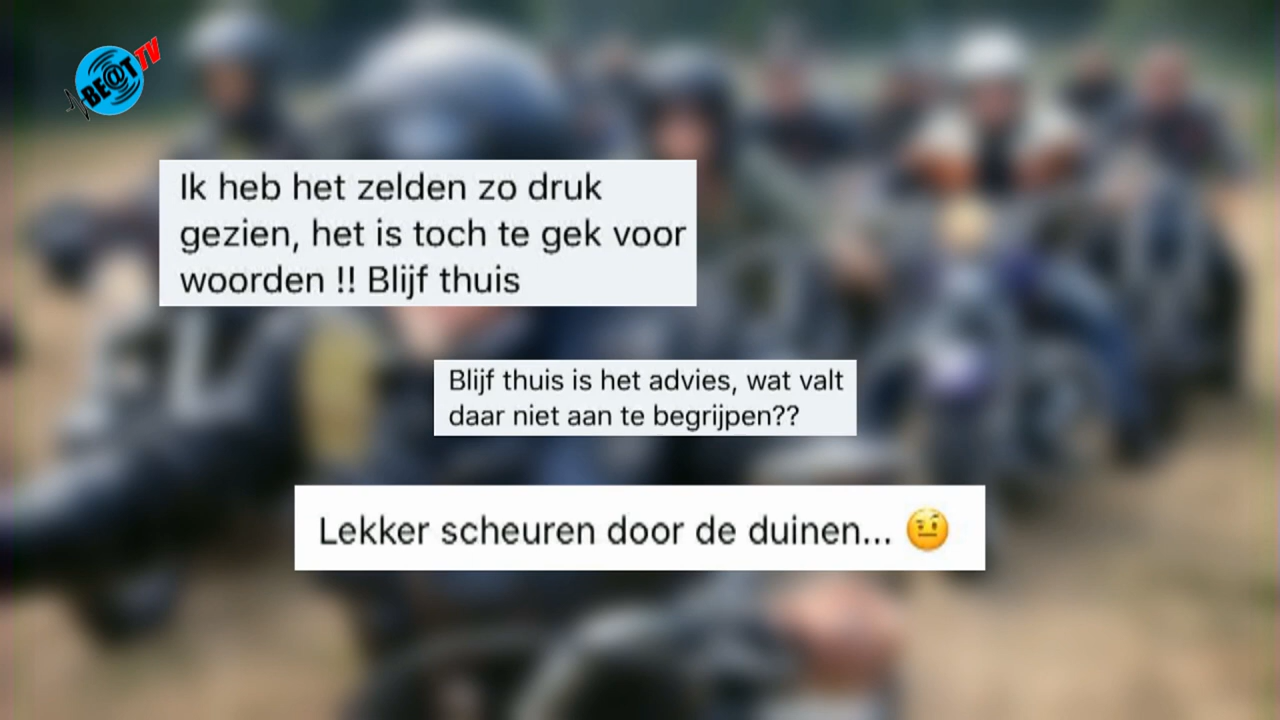 BE@T TV
Ik heb het zelden zo druk
gezien, het is toch te gek voor
woorden !! Blijf thuis
Blijf thuis is het advies, wat valt
daar niet aan te begrijpen??
Lekker scheuren door de duinen... 🤨